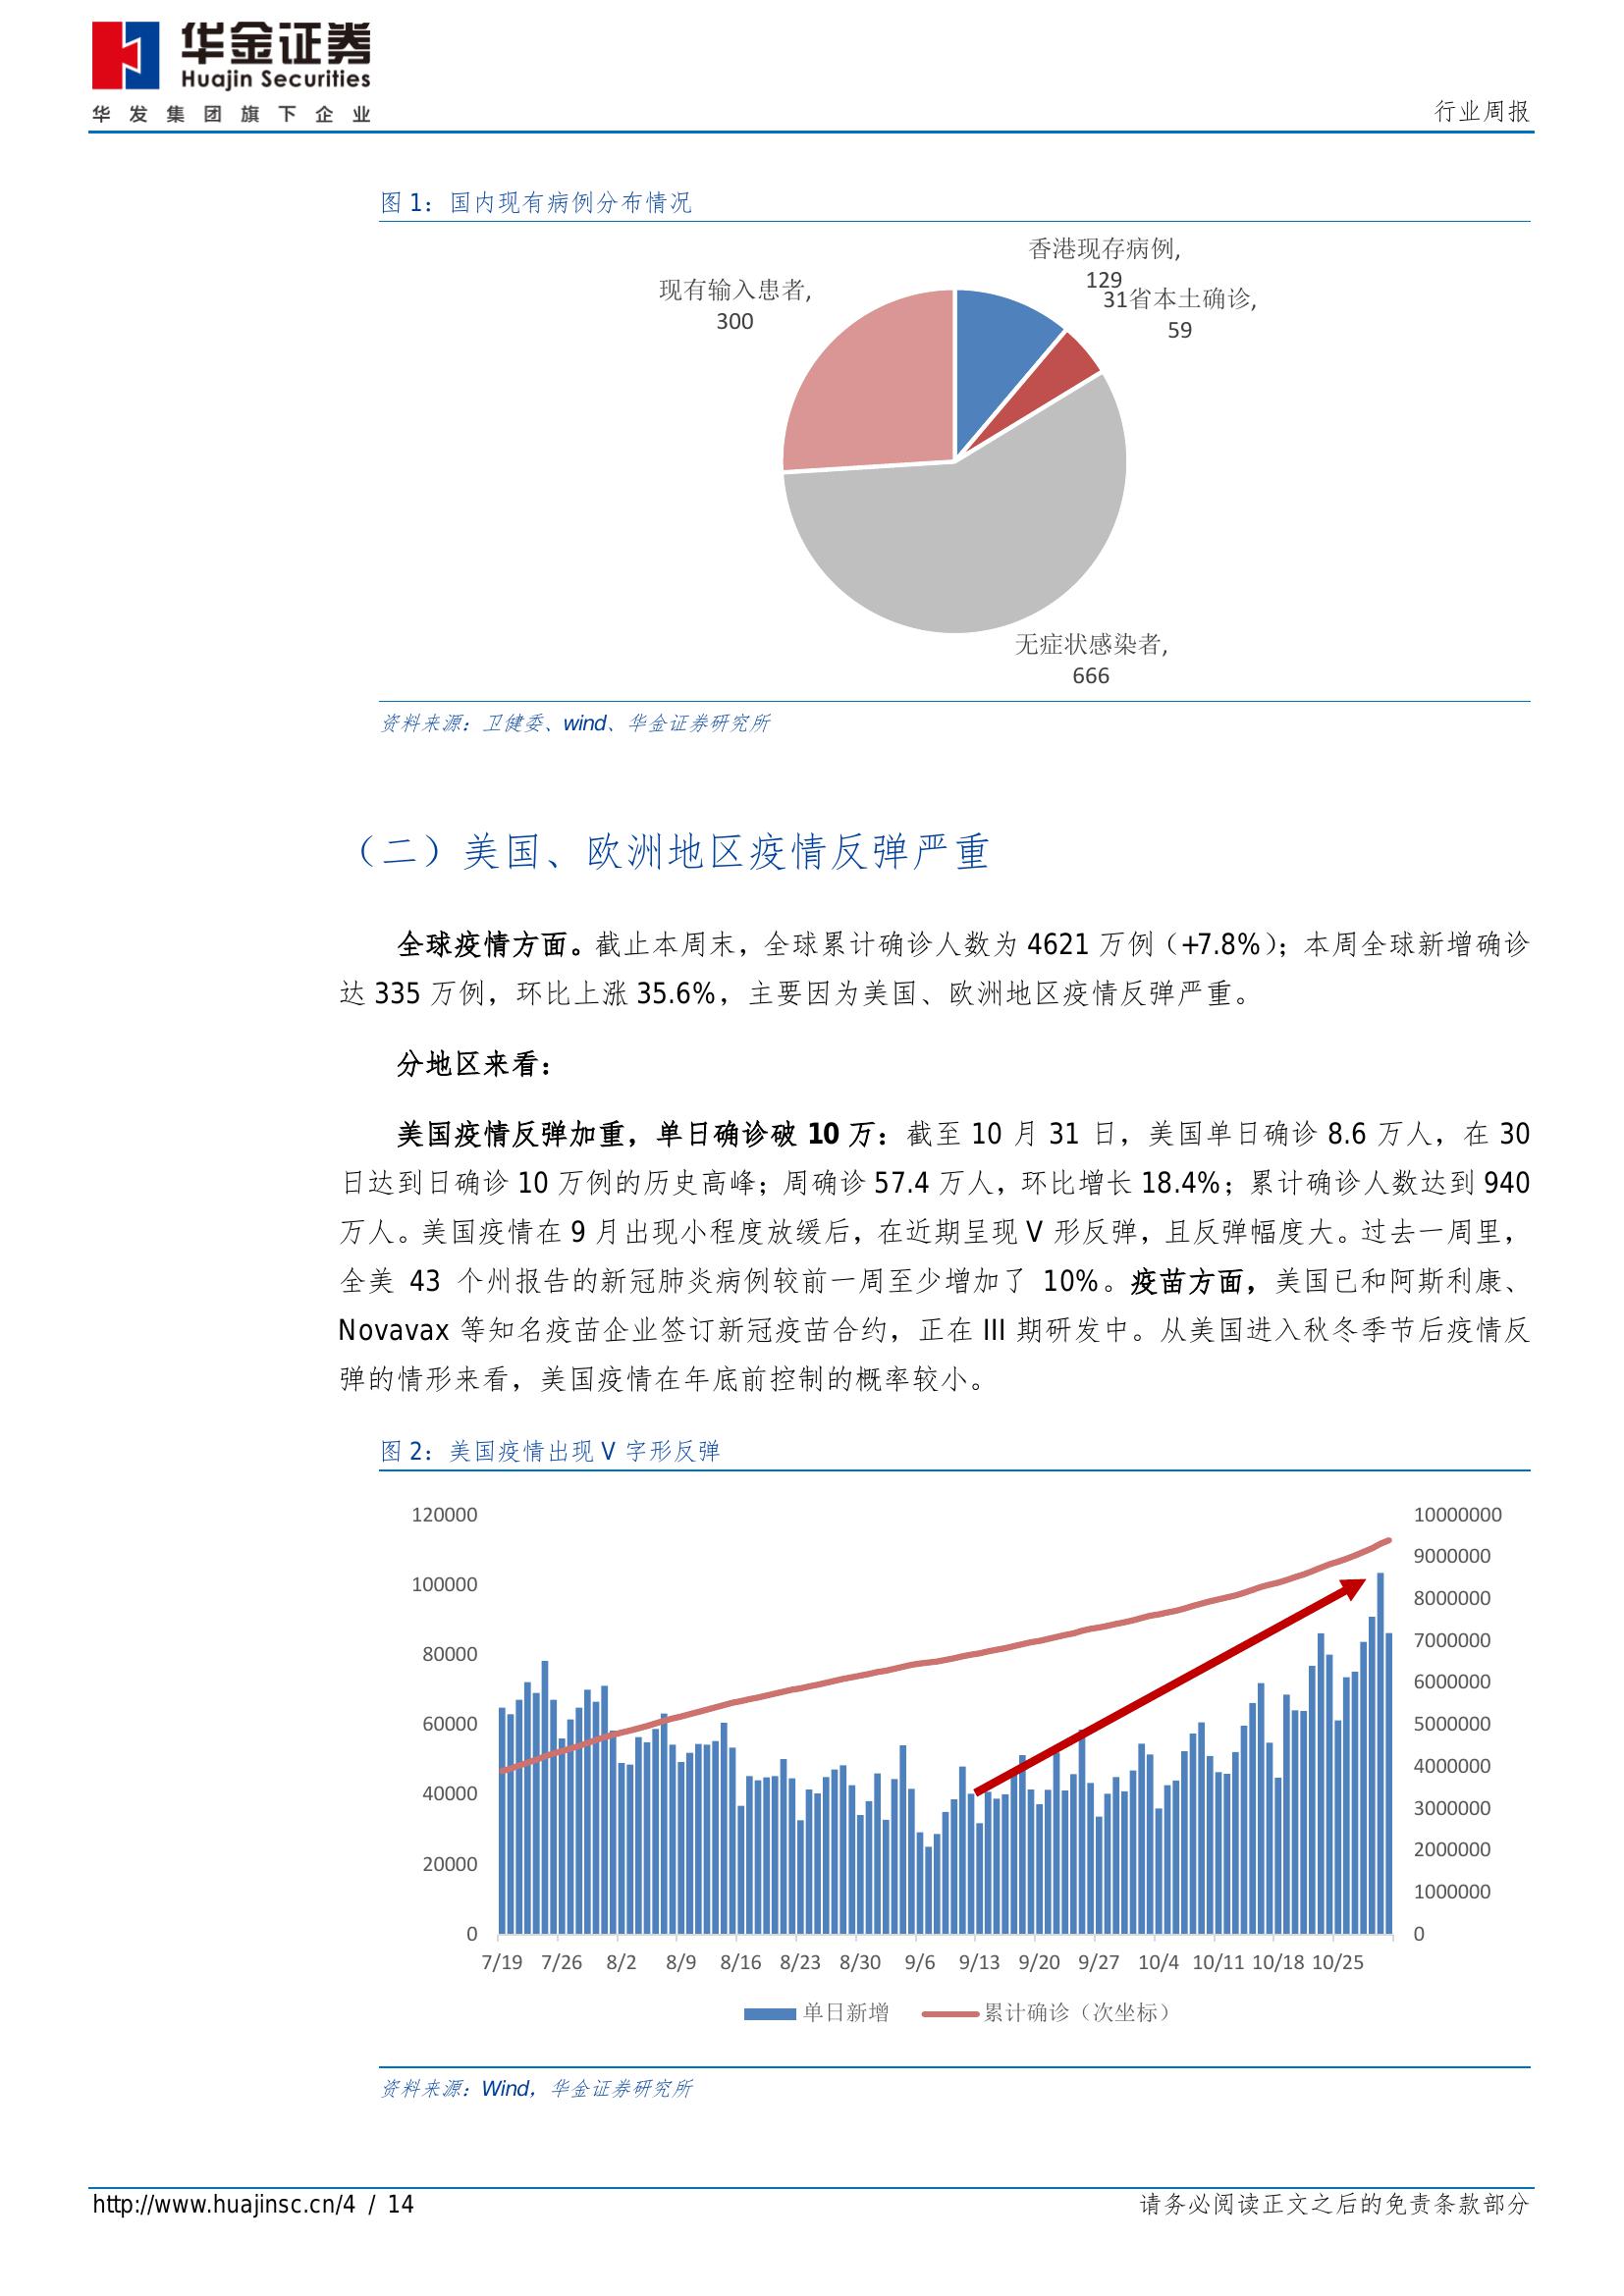 华金证券
Huajin Securities
华发集团旗下企业
行业周报
图 1：国内现有病例分布情况
香港现存病例,
129
31省本土确诊,
59
现有输入患者,
300
无症状感染者,
666
资料来源：卫健委、wind、华金证券研究所
（二）美国、欧洲地区疫情反弹严重
全球疫情方面。截止本周末，全球累计确诊人数为 4621 万例（+7.8%）；本周全球新增确诊
达 335 万例，环比上涨 35.6%，主要因为美国、欧洲地区疫情反弹严重。
分地区来看：
美国疫情反弹加重，单日确诊破 10 万：截至 10 月 31 日，美国单日确诊 8.6 万人，在 30
日达到日确诊 10 万例的历史高峰；周确诊 57.4 万人，环比增长 18.4%；累计确诊人数达到 940
万人。美国疫情在 9 月出现小程度放缓后，在近期呈现 V 形反弹，且反弹幅度大。过去一周里，
全美 43 个州报告的新冠肺炎病例较前一周至少增加了 10%。疫苗方面，美国已和阿斯利康、
Novavax 等知名疫苗企业签订新冠疫苗合约，正在 III 期研发中。从美国进入秋冬季节后疫情反
弹的情形来看，美国疫情在年底前控制的概率较小。
图 2：美国疫情出现 V 字形反弹
120000
100000
80000
60000
40000
20000
0
10000000
9000000
8000000
7000000
6000000
5000000
4000000
3000000
2000000
1000000
0
7/19 7/26 8/2 8/9 8/16 8/23 8/30 9/6 9/13 9/20 9/27 10/4 10/11 10/18 10/25
单日新增 累计确诊（次坐标）
资料来源：Wind，华金证券研究所
http://www.huajinsc.cn/4 / 14
请务必阅读正文之后的免责条款部分